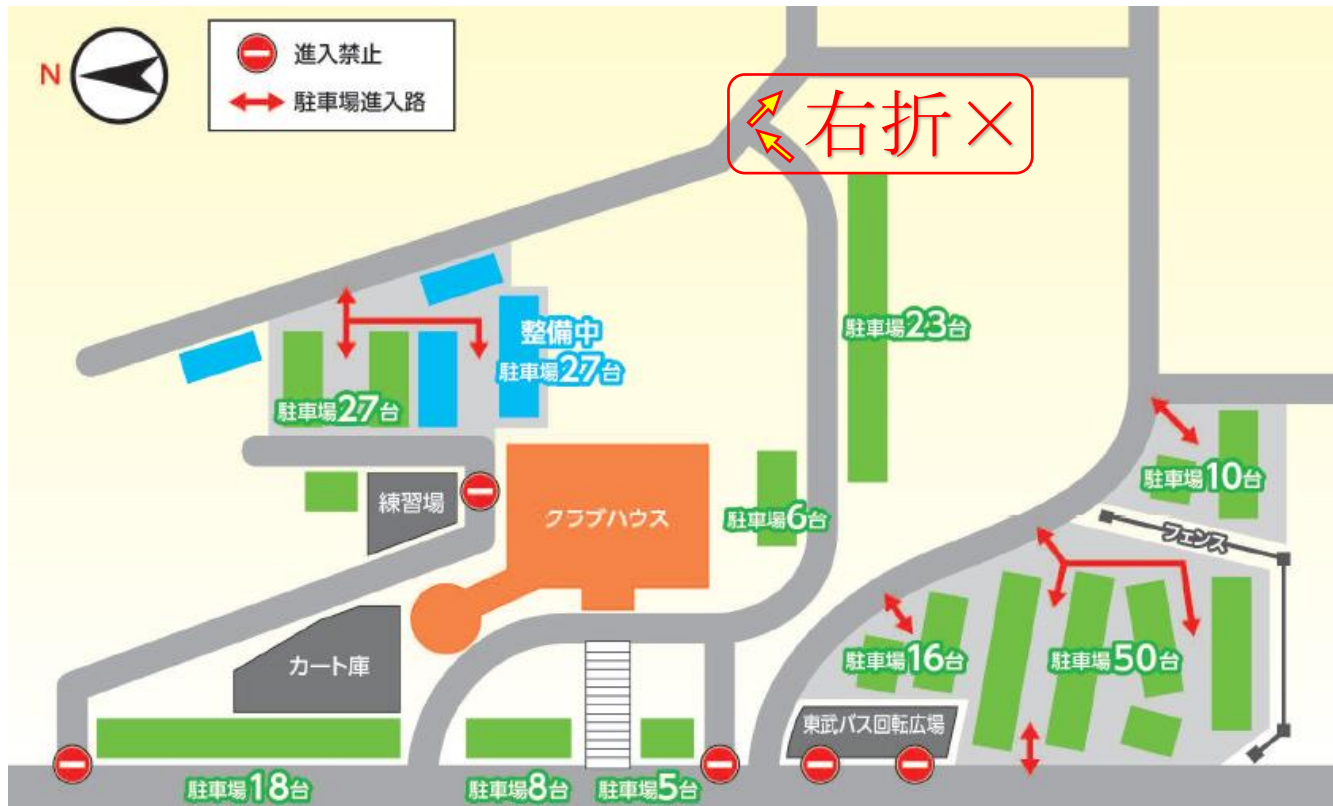 N
進入禁止
駐車場進入路
右折×
駐車場23台
整備中
駐車場27台
駐車場27台
駐車場10台
練習場
クラブハウス
駐車場6台
フェンス
カート庫
駐車場16台
駐車場50台
東武バス回転広場
駐車場18台
駐車場8台
駐車場5台